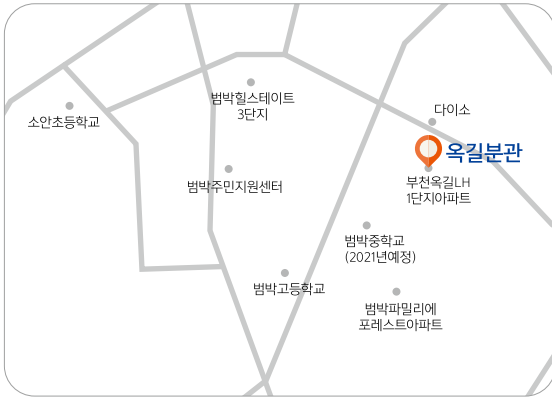 범박힐스테이트
3단지
다이소
소안초등학교
옥길분관
범박주민지원센터
부천옥길LH
1단지아파트
범박중학교
(2021년예정)
범박고등학교
범박파밀리에
포레스트아파트